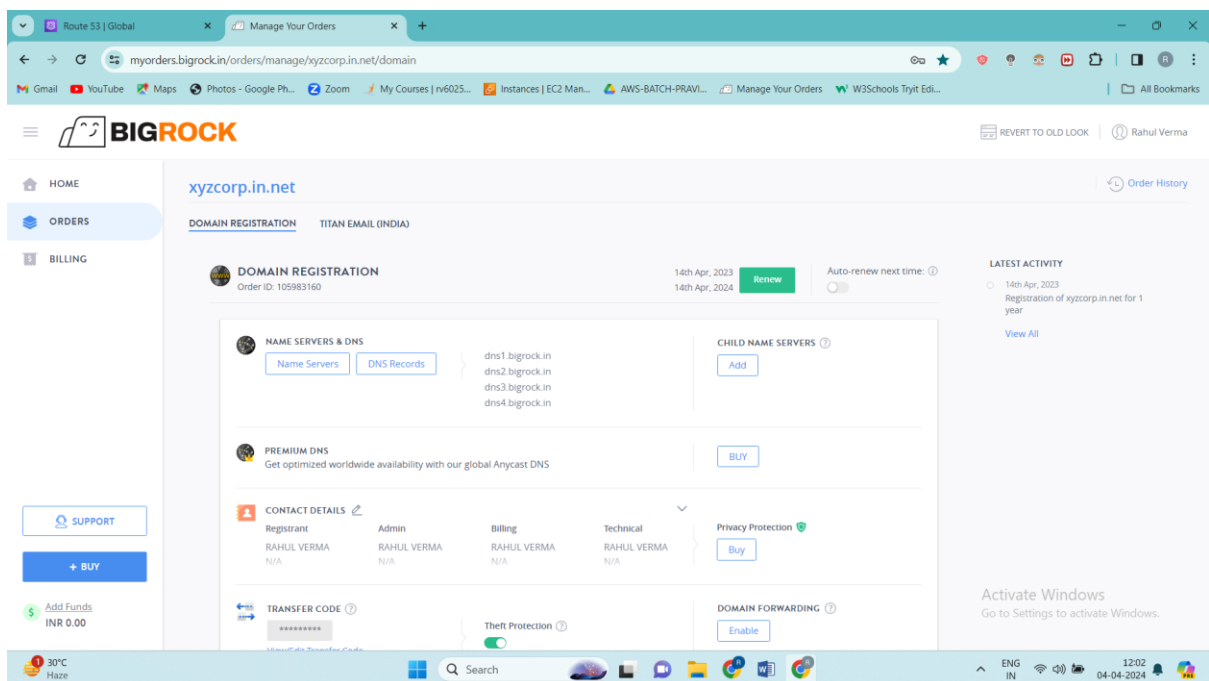 Route 53 | Global
Manage Your Orders
myorders.bigrock.in/orders/manage/xyzcorp.in.net/domain
Gmail YouTube Maps Photos - Google Ph... Zoom My Courses | rv6025... Instances | EC2 Man... AWS-BATCH-PRAVI... Manage Your Orders W3Schools Tryit Edi... All Bookmarks
BIGROCK
REVERT TO OLD LOOK Rahul Verma
HOME
ORDERS
BILLING
xyzcorp.in.net
Order History
DOMAIN REGISTRATION TITAN EMAIL (INDIA)
DOMAIN REGISTRATION
Order ID: 105983160
14th Apr, 2023
14th Apr, 2024
Renew
Auto-renew next time:
LATEST ACTIVITY
14th Apr, 2023
Registration of xyzcorp.in.net for 1
year
View All
NAME SERVERS & DNS
Name Servers DNS Records
dns1.bigrock.in
dns2.bigrock.in
dns3.bigrock.in
dns4.bigrock.in
CHILD NAME SERVERS
Add
PREMIUM DNS
Get optimized worldwide availability with our global Anycast DNS
BUY
CONTACT DETAILS
Registrant Admin Billing Technical
RAHUL VERMA RAHUL VERMA RAHUL VERMA RAHUL VERMA
N/A N/A N/A N/A
Privacy Protection
Buy
TRANSFER CODE
*********
View/Edit Transfer Code
Theft Protection
DOMAIN FORWARDING
Enable
SUPPORT
+ BUY
Add Funds
INR 0.00
Activate Windows
Go to Settings to activate Windows.
1
30°C
Haze
Search
ENG
IN
12:02
04-04-2024